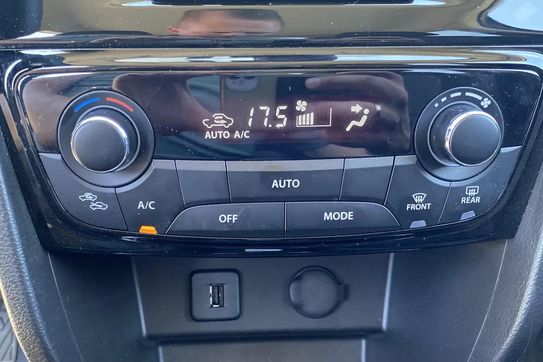 17.5
AUTO A/C
AUTO
A/C
OFF
MODE
FRONT
REAR